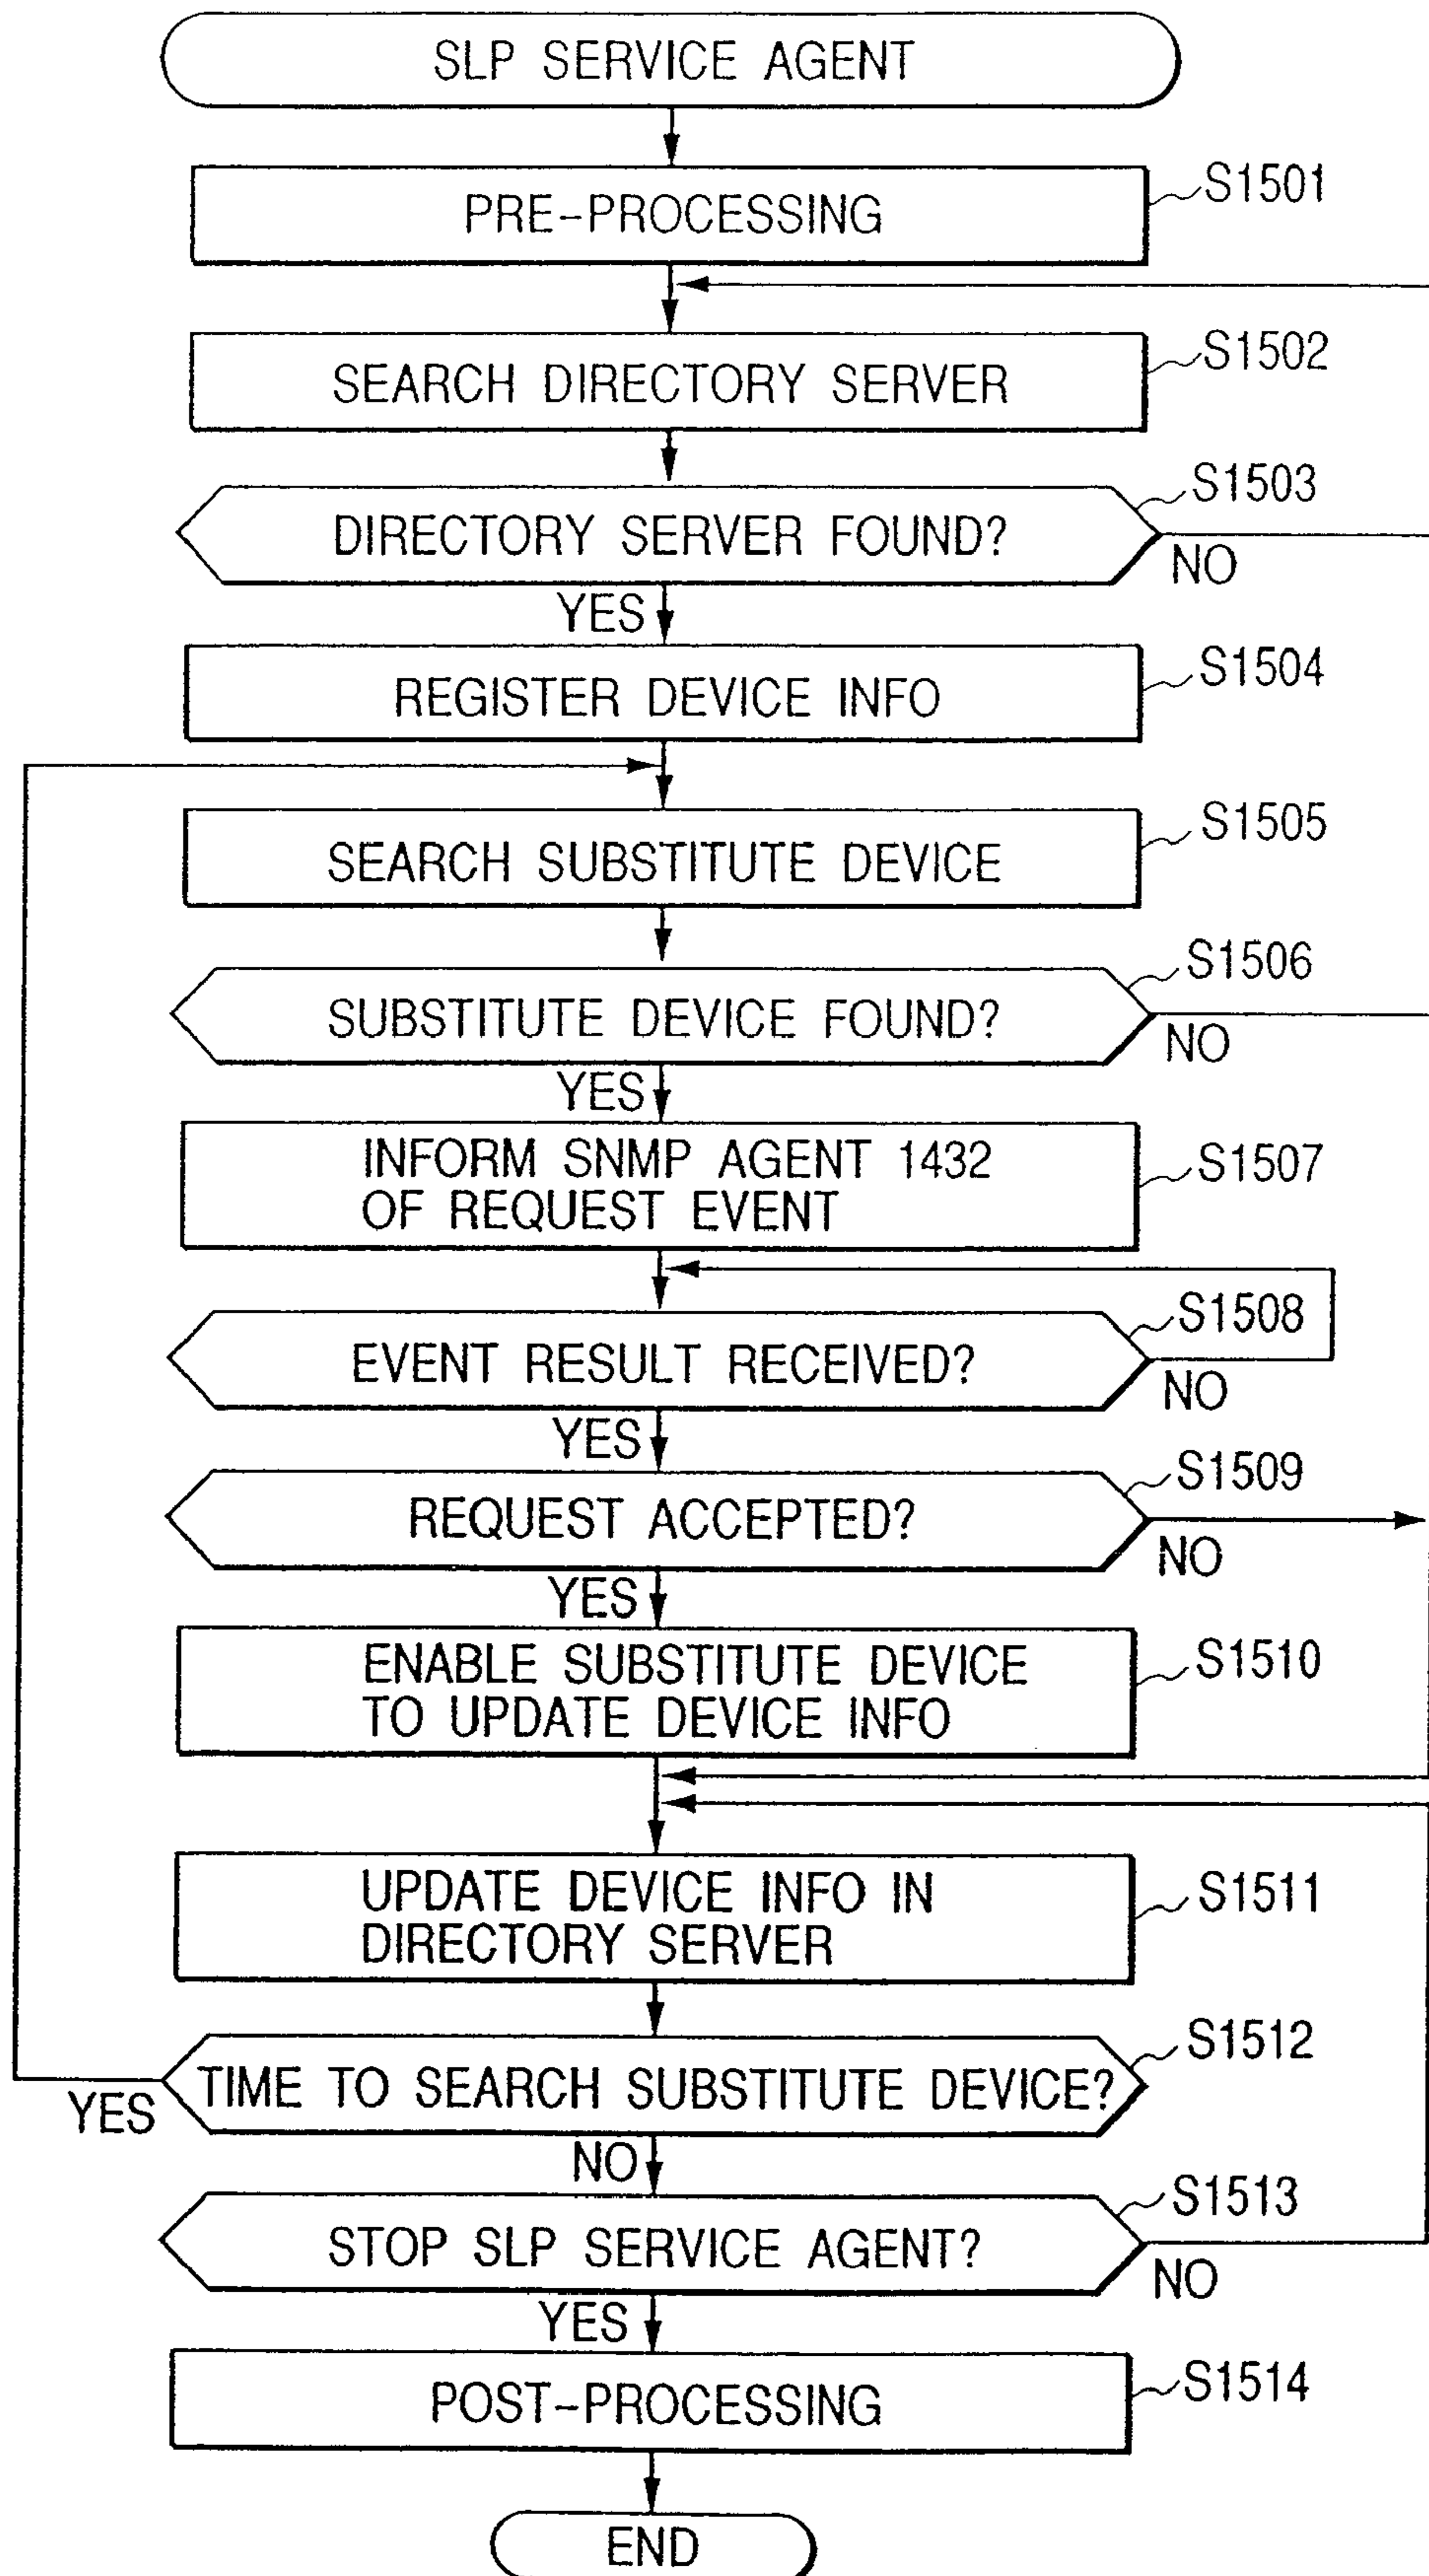 SLP SERVICE AGENT
PRE-PROCESSING
S1501
SEARCH DIRECTORY SERVER
S1502
DIRECTORY SERVER FOUND?
S1503
NO
YES
REGISTER DEVICE INFO
S1504
SEARCH SUBSTITUTE DEVICE
S1505
SUBSTITUTE DEVICE FOUND?
S1506
NO
YES
INFORM SNMP AGENT 1432
OF REQUEST EVENT
S1507
EVENT RESULT RECEIVED?
S1508
NO
YES
REQUEST ACCEPTED?
S1509
NO
YES
ENABLE SUBSTITUTE DEVICE
TO UPDATE DEVICE INFO
S1510
UPDATE DEVICE INFO IN
DIRECTORY SERVER
S1511
TIME TO SEARCH SUBSTITUTE DEVICE?
S1512
YES
NO
STOP SLP SERVICE AGENT?
S1513
NO
YES
POST-PROCESSING
S1514
END